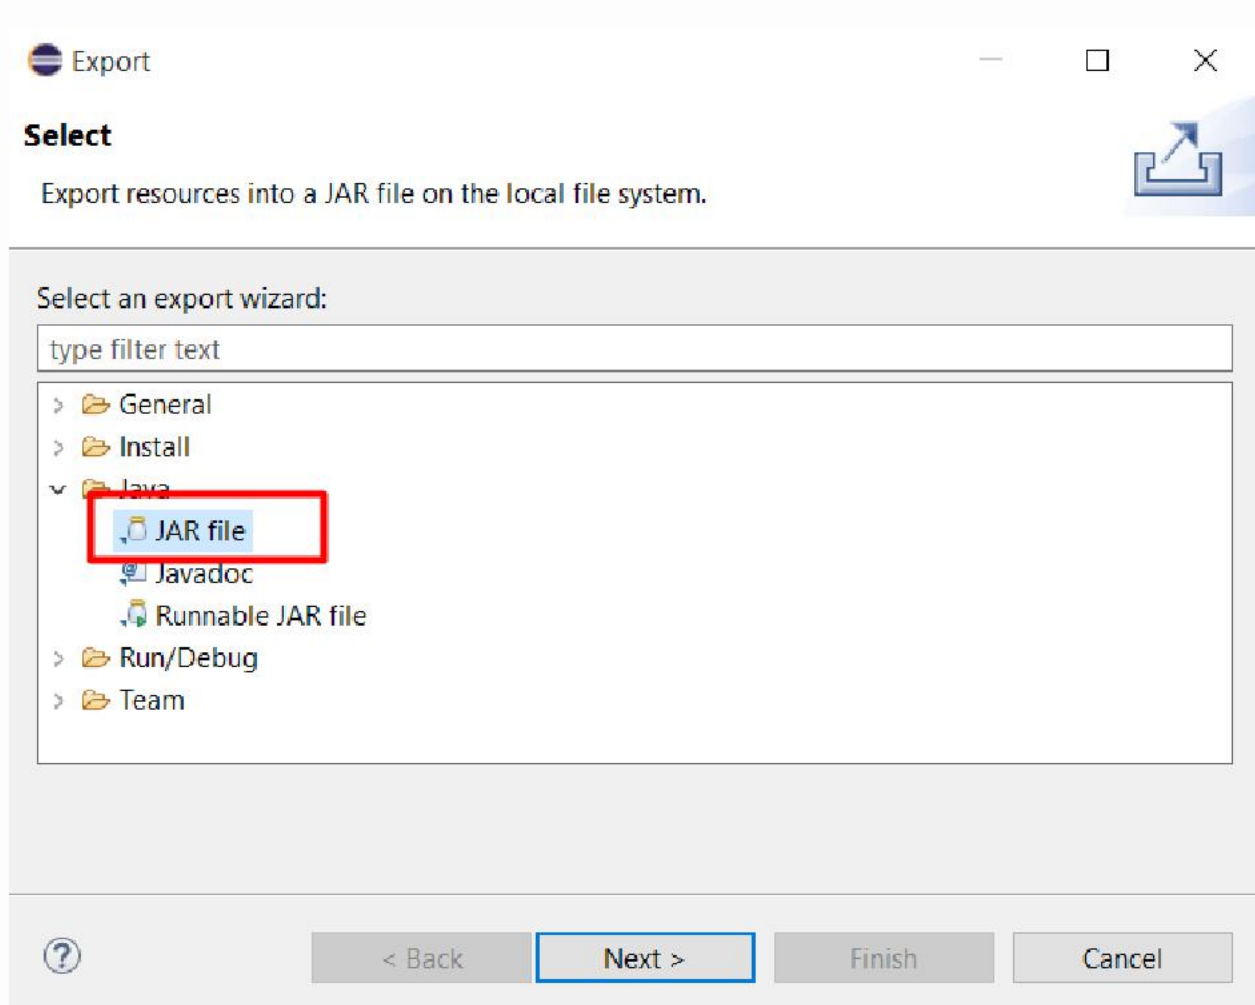 Export
Select
Export resources into a JAR file on the local file system.
Select an export wizard:
type filter text
General
Install
Java
JAR file
Javadoc
Runnable JAR file
Run/Debug
Team
< Back Next > Finish Cancel